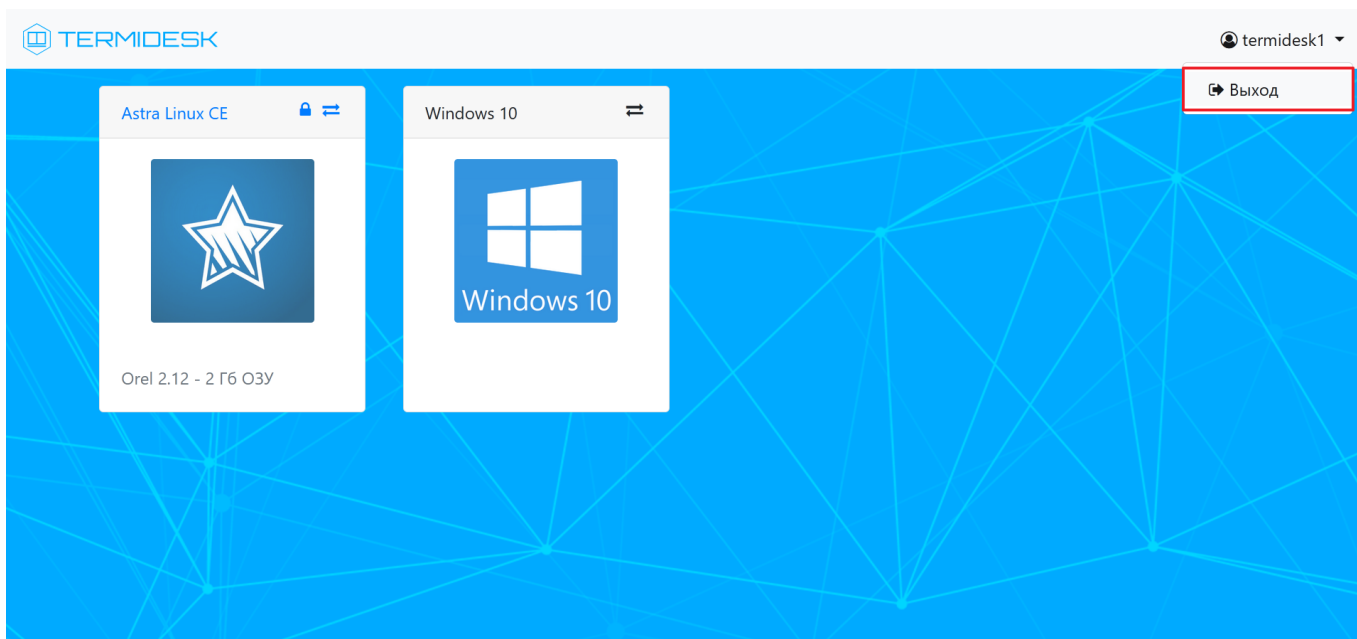 TERMIDESK
termidesk1
Выход
Astra Linux CE
Windows 10
Windows 10
Orel 2.12 - 2 Гб ОЗУ